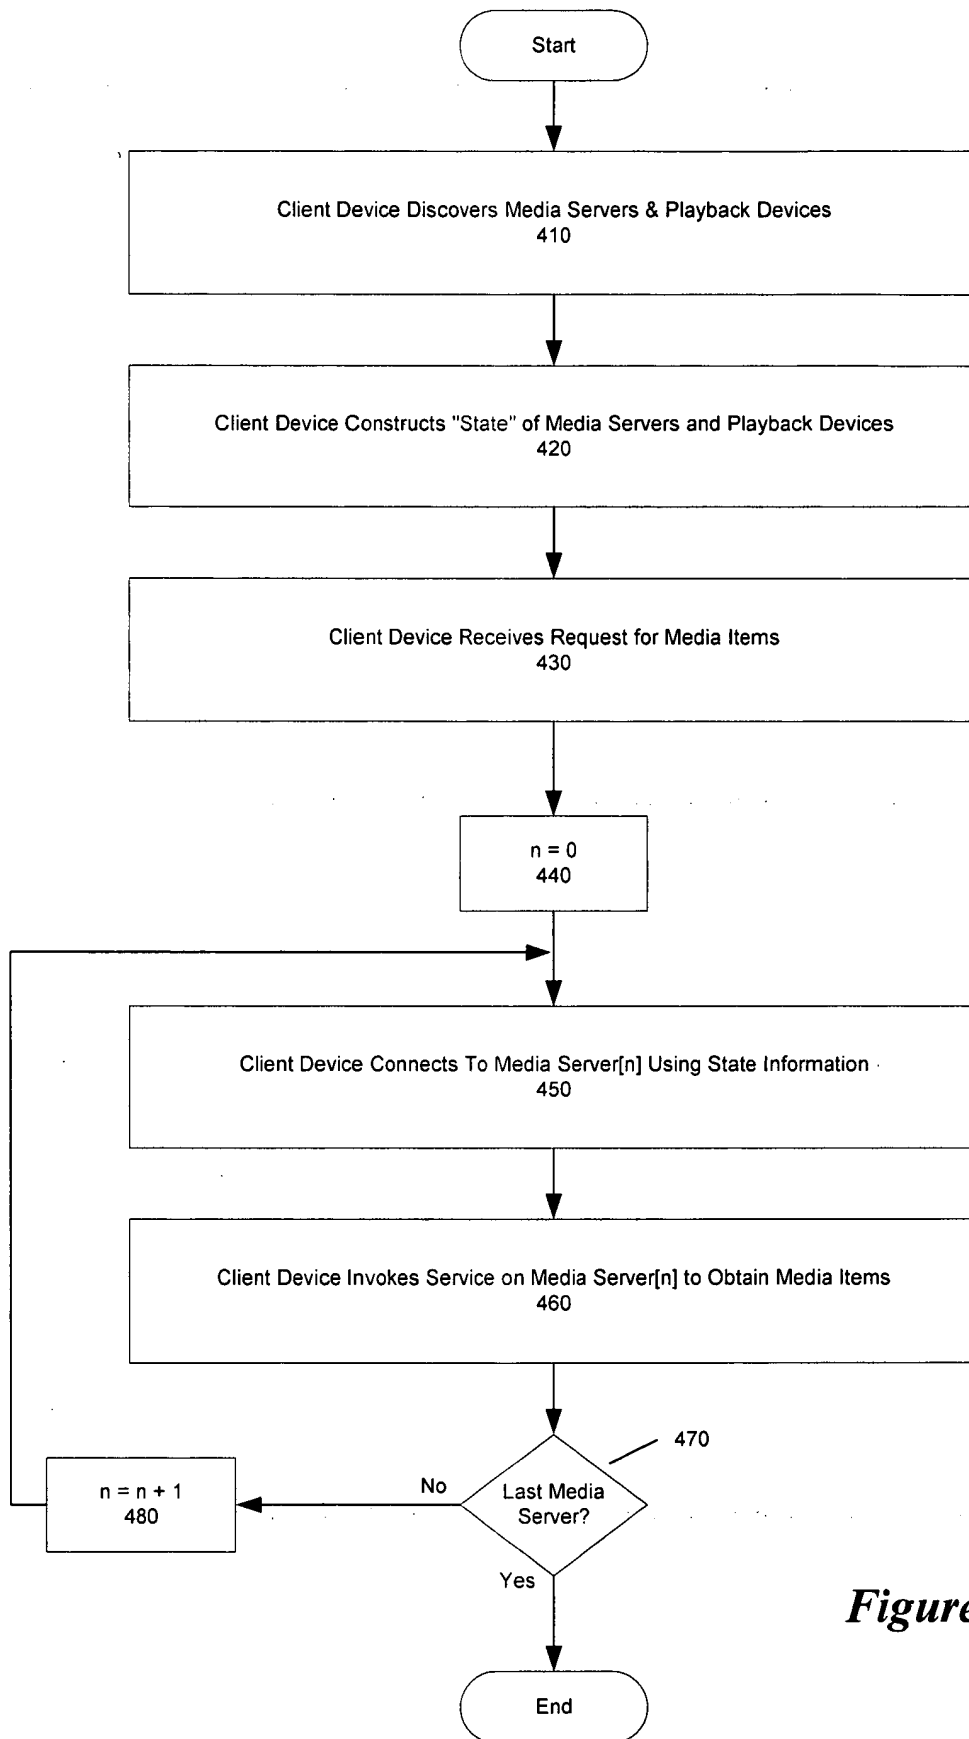 Start
Client Device Discovers Media Servers & Playback Devices
410
Client Device Constructs "State" of Media Servers and Playback Devices
420
Client Device Receives Request for Media Items
430
n = 0
440
Client Device Connects To Media Server[n] Using State Information
450
Client Device Invokes Service on Media Server[n] to Obtain Media Items
460
470
Last Media
Server?
No
n = n + 1
480
Yes
Figure
End